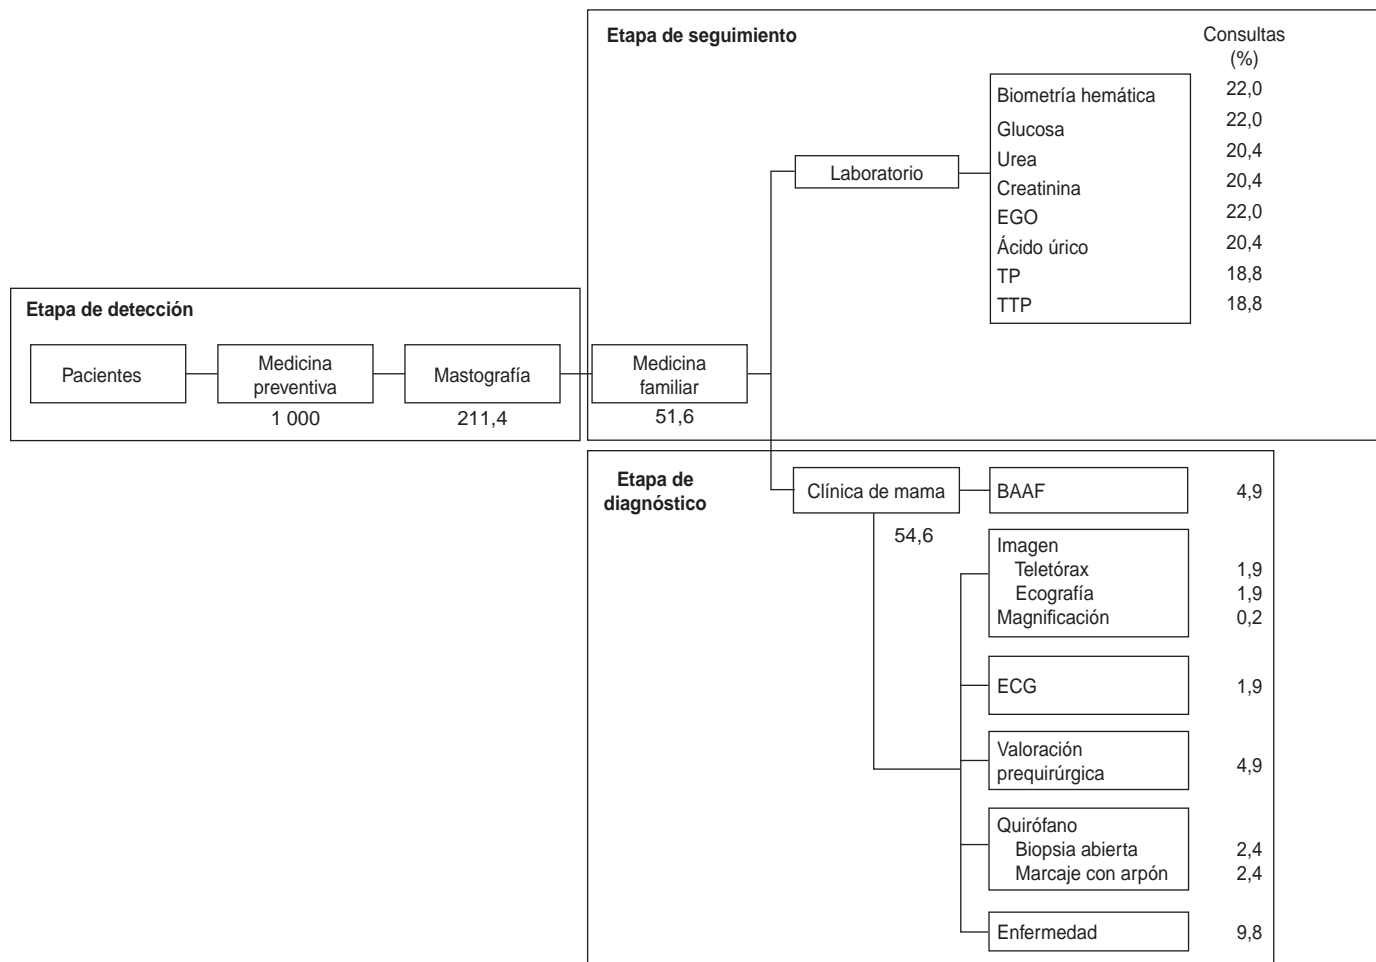 Etapa de seguimiento
Consultas
(%)
Biometría hemática 22,0
Glucosa 22,0
Urea 20,4
Creatinina 20,4
EGO 22,0
Ácido úrico 20,4
TP 18,8
TTP 18,8
Laboratorio
Etapa de detección
Pacientes
Medicina
preventiva
1 000
Mastografía
211,4
Medicina
familiar
51,6
Etapa de
diagnóstico
Clínica de mama
54,6
BAAF 4,9
Imagen
Teletórax 1,9
Ecografía 1,9
Magnificación 0,2
ECG 1,9
Valoración
prequirúrgica 4,9
Quirófano
Biopsia abierta 2,4
Marcaje con arpón 2,4
Enfermedad 9,8